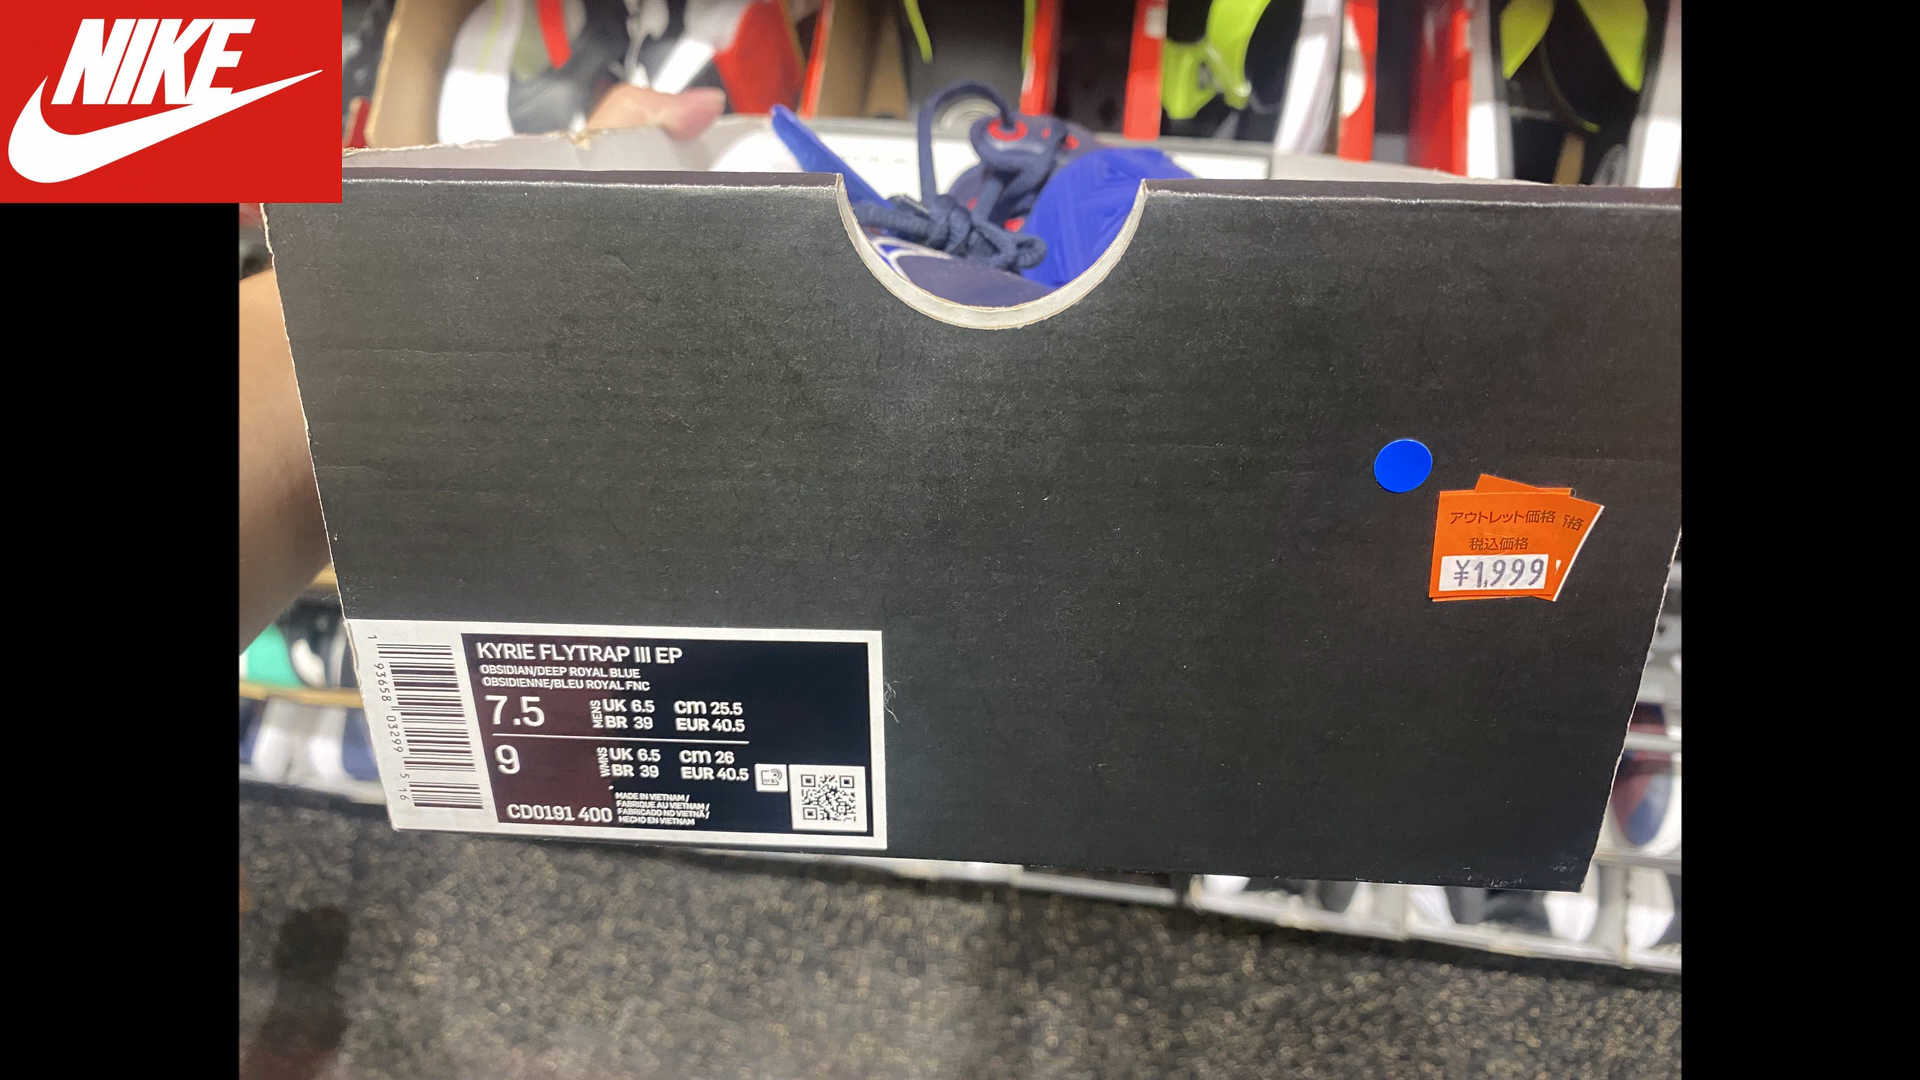 NIKE
アウトレット価格
格
税込価格
¥1,999
KYRIE FLYTRAP III EP
OBSIDIAN/DEEP ROYAL BLUE
OBSIDIENNE/BLEU ROYAL FNC
7.5 MENS UK 6.5 cm 25.5
BR 39 EUR 40.5
9 WMNS UK 6.5 cm 26
BR 39 EUR 40.5
CD0191 400
MADE IN VIETNAM /
FABRIQUE AU VIETNAM /
FABRICADO NO VIETNÃ /
HECHO EN VIETNAM
1 93658 03299 5 16